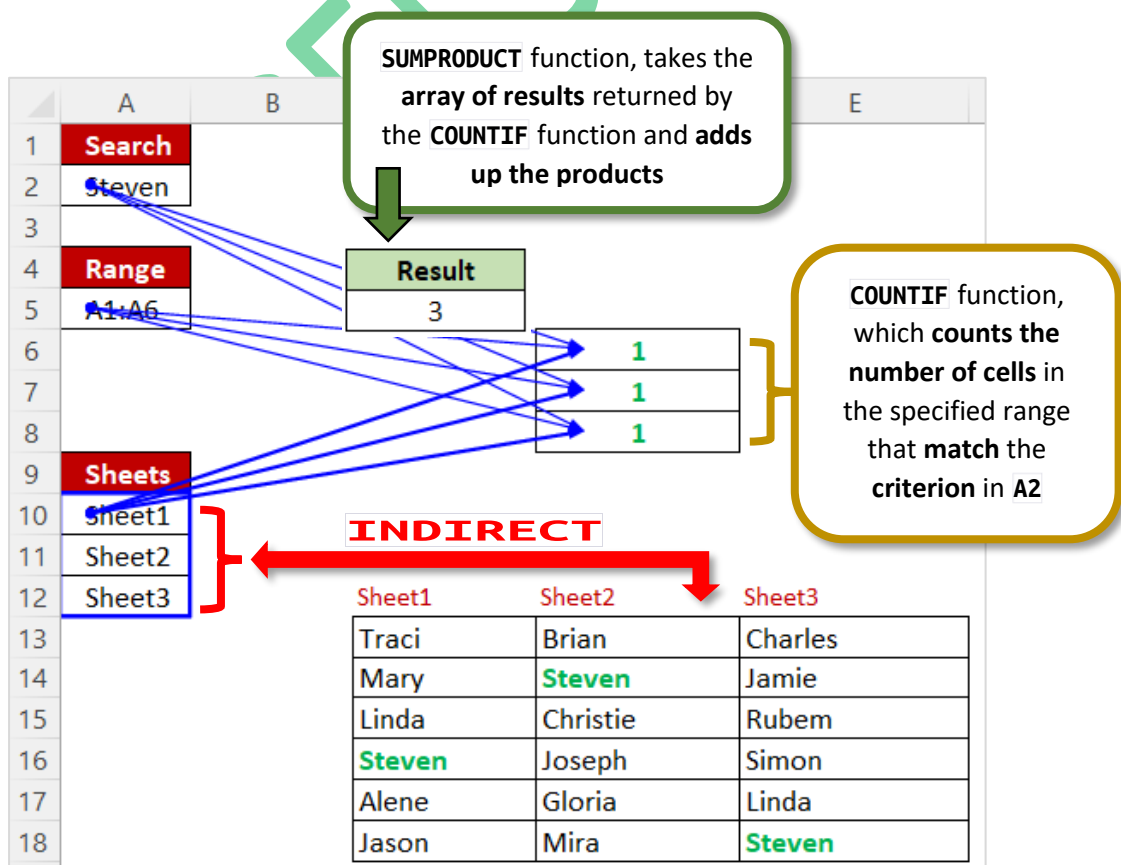 SUMPRODUCT function, takes the
array of results returned by
the COUNTIF function and adds
up the products
A B E
1 Search
2 Steven
3
4 Range Result
5 A1:A6 3
6 1
7 1
8 1
COUNTIF function,
which counts the
number of cells in
the specified range
that match the
criterion in A2
9 Sheets
10 Sheet1
INDIRECT
11 Sheet2
12 Sheet3 Sheet1 Sheet2 Sheet3
13 Traci Brian Charles
14 Mary Steven Jamie
15 Linda Christie Rubem
16 Steven Joseph Simon
17 Alene Gloria Linda
18 Jason Mira Steven